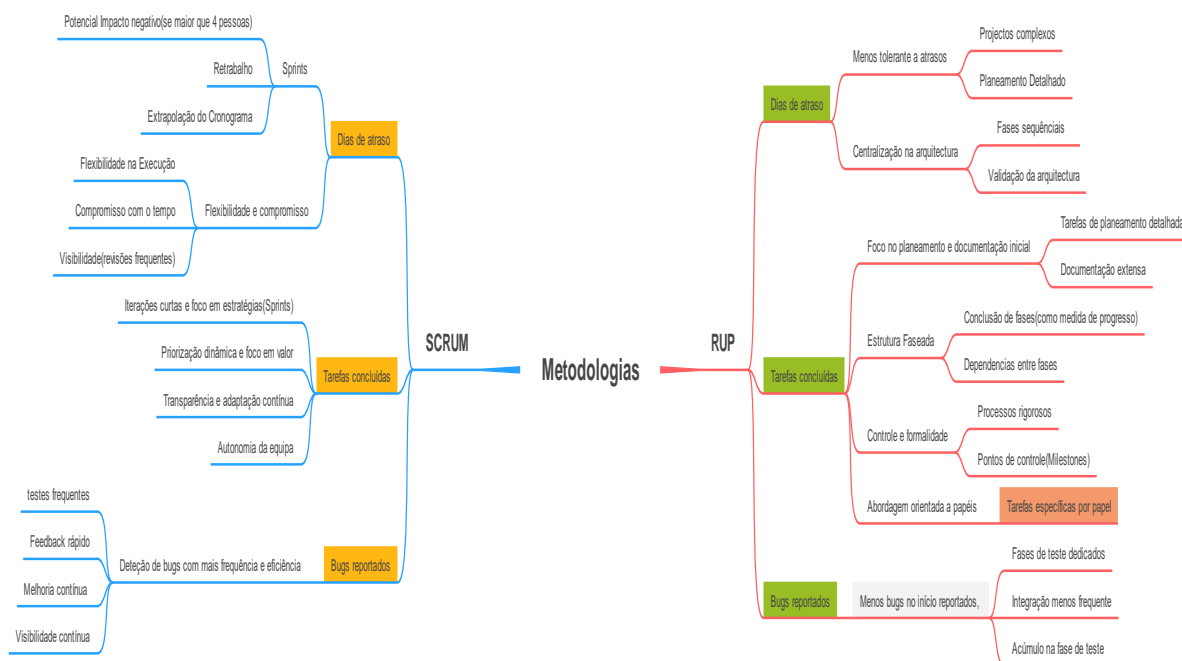 Metodologias
SCRUM
Dias de atraso
Sprints
Potencial Impacto negativo(se maior que 4 pessoas)
Retrabalho
Extrapolação do Cronograma
Flexibilidade e compromisso
Flexibilidade na Execução
Compromisso com o tempo
Visibilidade(revisões frequentes)
Tarefas concluídas
Iterações curtas e foco em estratégias(Sprints)
Priorização dinâmica e foco em valor
Transparência e adaptação contínua
Autonomia da equipa
Bugs reportados
Deteção de bugs com mais frequência e eficiência
testes frequentes
Feedback rápido
Melhoria contínua
Visibilidade contínua
RUP
Dias de atraso
Menos tolerante a atrasos
Projectos complexos
Planeamento Detalhado
Centralização na arquitectura
Fases sequênciais
Validação da arquitectura
Tarefas concluídas
Foco no planeamento e documentação inicial
Tarefas de planeamento detalhada
Documentação extensa
Estrutura Faseada
Conclusão de fases(como medida de progresso)
Dependencias entre fases
Controle e formalidade
Processos rigorosos
Pontos de controle(Milestones)
Abordagem orientada a papéis
Tarefas específicas por papel
Bugs reportados
Menos bugs no início reportados,
Fases de teste dedicados
Integração menos frequente
Acúmulo na fase de teste